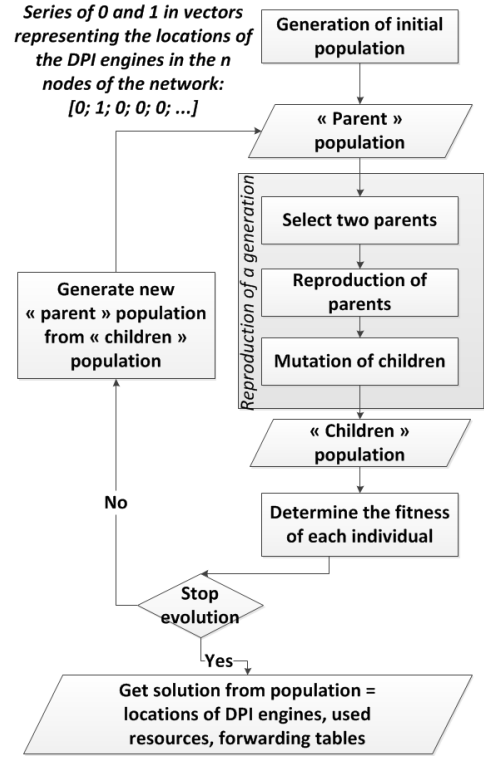 Series of 0 and 1 in vectors
representing the locations of
the DPI engines in the n
nodes of the network:
[0; 1; 0; 0; 0; ...]
Generation of initial
population
« Parent »
population
Reproduction of a generation
Select two parents
Reproduction of
parents
Mutation of children
Generate new
« parent » population
from « children »
population
« Children »
population
Determine the fitness
of each individual
No
Stop
evolution
Yes
Get solution from population =
locations of DPI engines, used
resources, forwarding tables